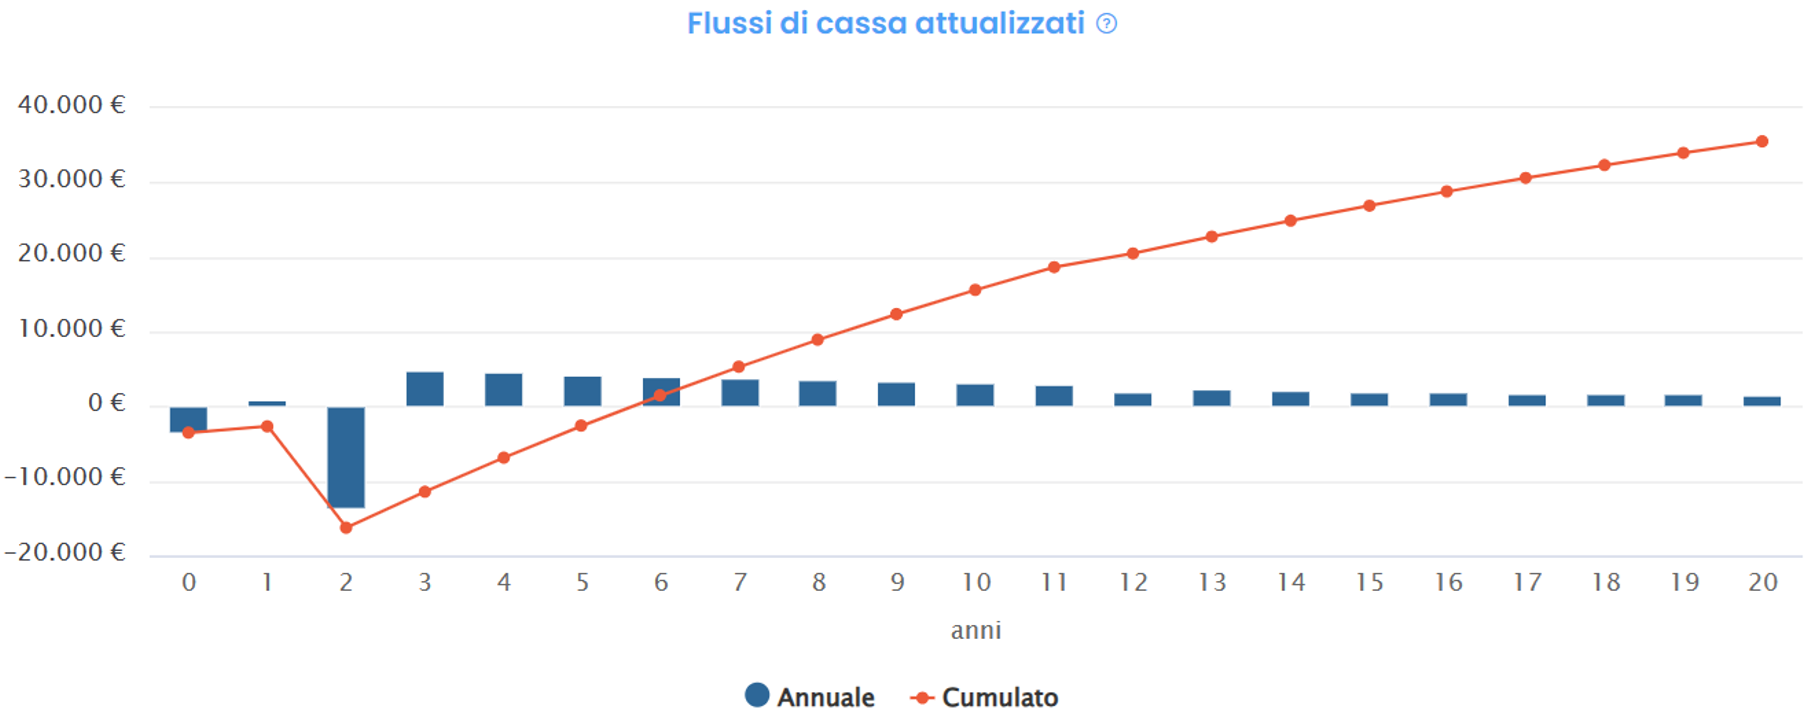 Flussi di cassa attualizzati ?
40.000 €
30.000 €
20.000 €
10.000 €
0 €
-10.000 €
-20.000 €
0 1 2 3 4 5 6 7 8 9 10 11 12 13 14 15 16 17 18 19 20
anni
Annuale Cumulato